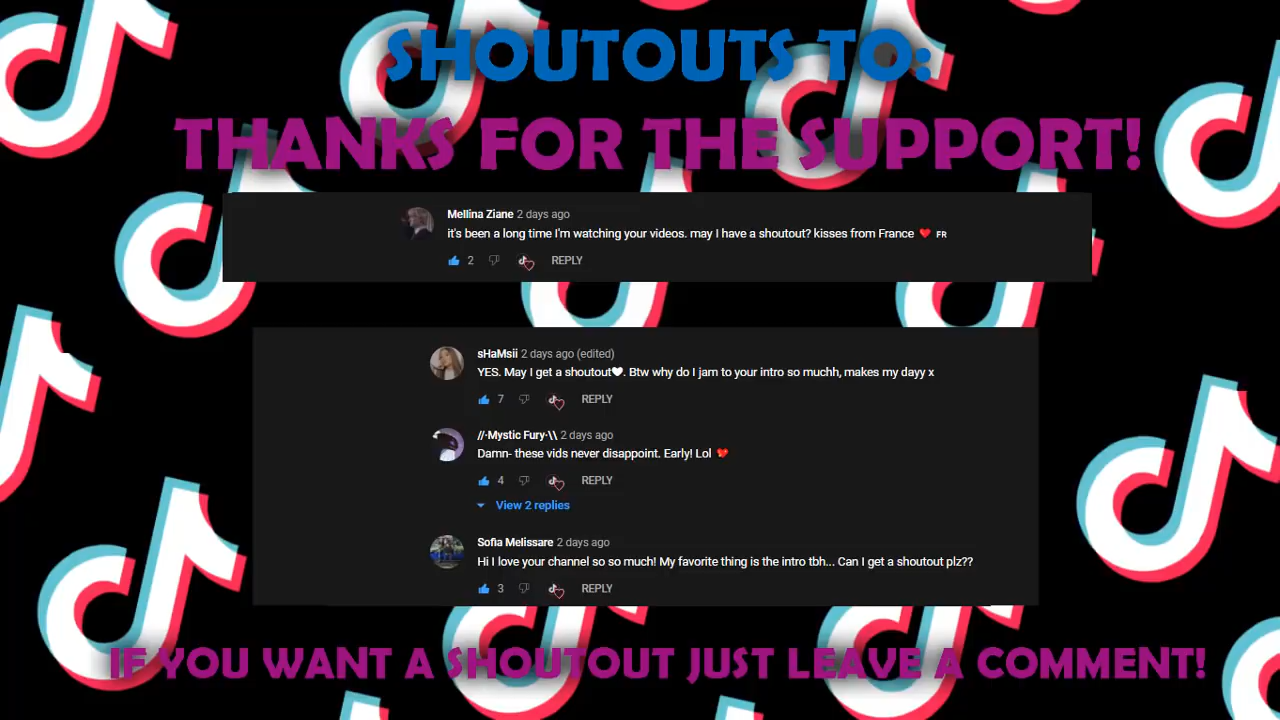 SHOUTOUTS TO:
THANKS FOR THE SUPPORT!
Mellina Ziane 2 days ago
it's been a long time I'm watching your videos. may I have a shoutout? kisses from France ❤ FR
2 REPLY
sHaMsii 2 days ago (edited)
YES. May I get a shoutout🤍. Btw why do I jam to your intro so muchh, makes my dayy x
7 REPLY
//·Mystic Fury·\\ 2 days ago
Damn- these vids never disappoint. Early! Lol 💖
4 REPLY
View 2 replies
Sofia Melissare 2 days ago
Hi I love your channel so so much! My favorite thing is the intro tbh... Can I get a shoutout plz??
3 REPLY
IF YOU WANT A SHOUTOUT JUST LEAVE A COMMENT!